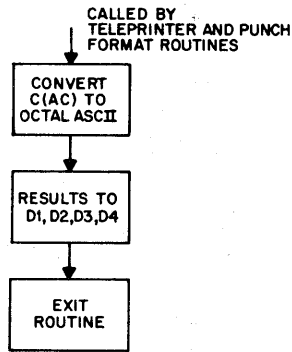 CALLED BY
TELEPRINTER AND PUNCH
FORMAT ROUTINES
CONVERT
C(AC) TO
OCTAL ASCII
RESULTS TO
D1, D2, D3, D4
EXIT
ROUTINE